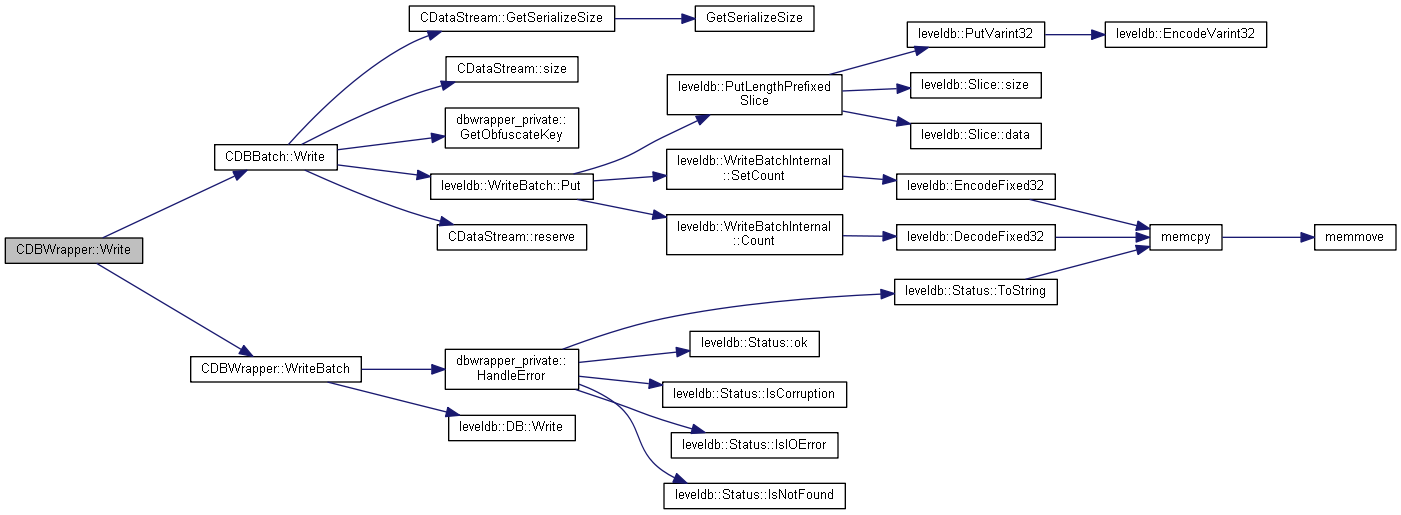 CDBWrapper::Write
CDBBatch::Write
CDataStream::GetSerializeSize
GetSerializeSize
CDataStream::size
dbwrapper_private::
GetObfuscateKey
leveldb::WriteBatch::Put
leveldb::PutLengthPrefixed
Slice
leveldb::PutVarint32
leveldb::EncodeVarint32
leveldb::Slice::size
leveldb::Slice::data
leveldb::WriteBatchInternal
::SetCount
leveldb::EncodeFixed32
leveldb::WriteBatchInternal
::Count
leveldb::DecodeFixed32
memcpy
memmove
CDataStream::reserve
CDBWrapper::WriteBatch
dbwrapper_private::
HandleError
leveldb::Status::ToString
leveldb::Status::ok
leveldb::Status::IsCorruption
leveldb::Status::IsIOError
leveldb::Status::IsNotFound
leveldb::DB::Write